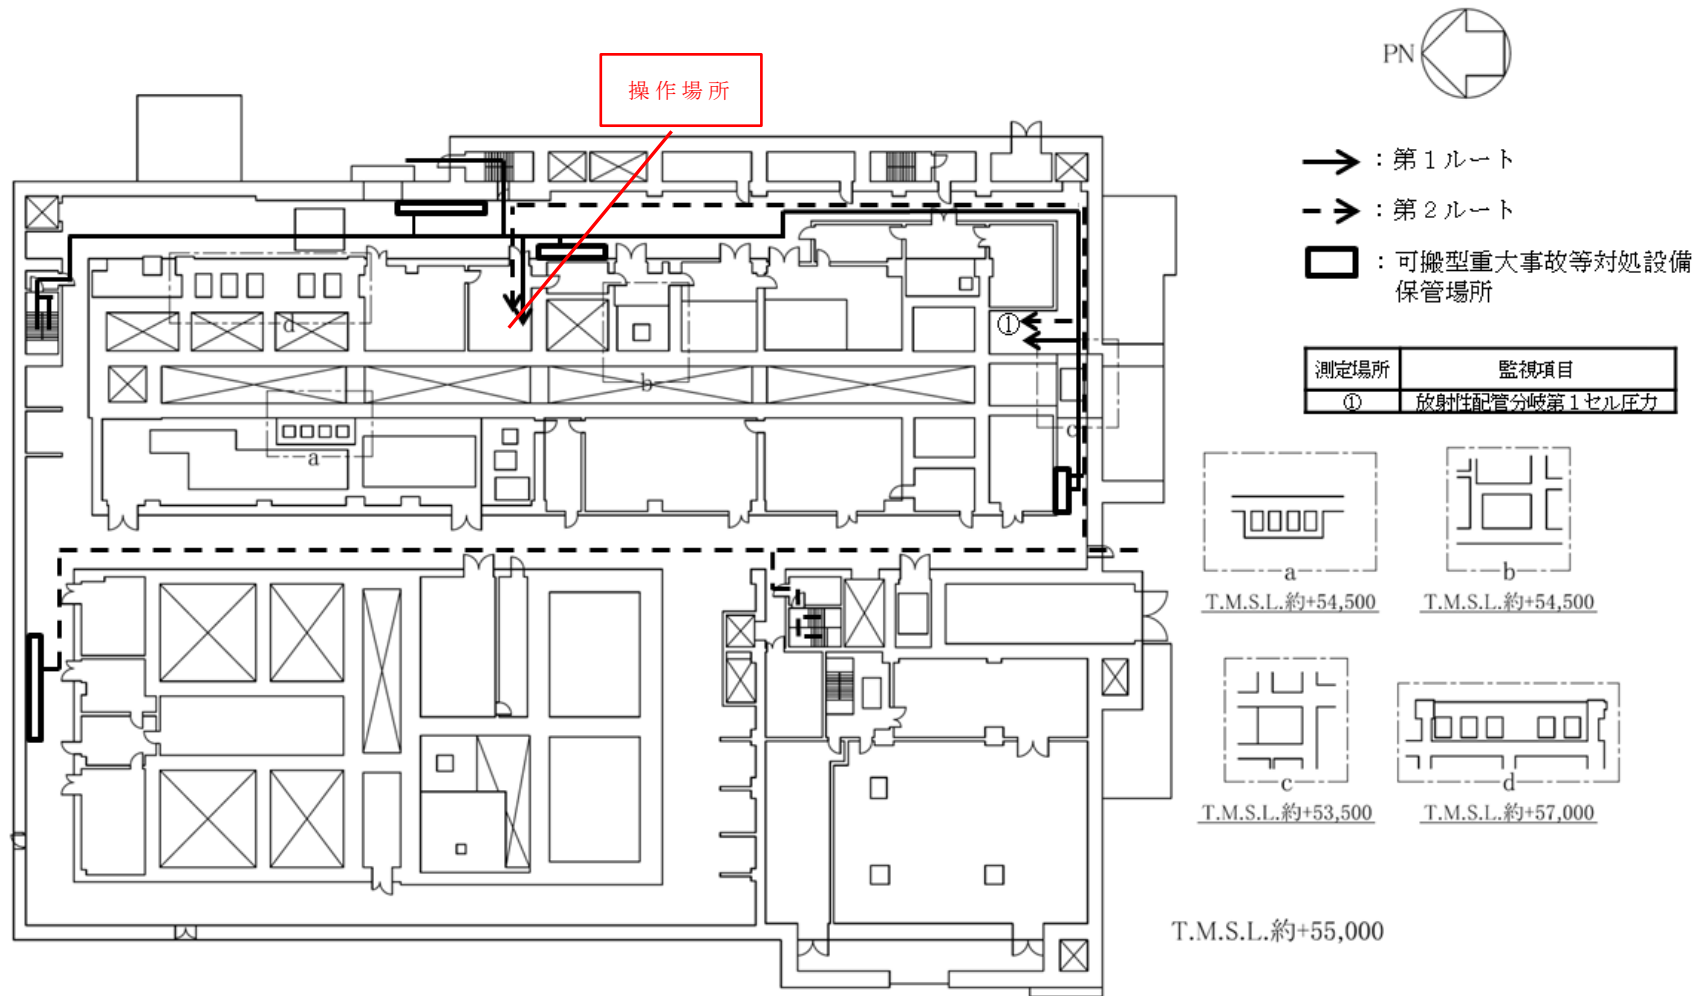 操作場所
PN
：第１ルート
：第２ルート
：可搬型重大事故等対処設備
保管場所
測定場所 監視項目
① 放射性配管分岐第１セル圧力
①
d
b
a
c
a
T.M.S.L.約+54,500
b
T.M.S.L.約+54,500
c
T.M.S.L.約+53,500
d
T.M.S.L.約+57,000
T.M.S.L.約+55,000